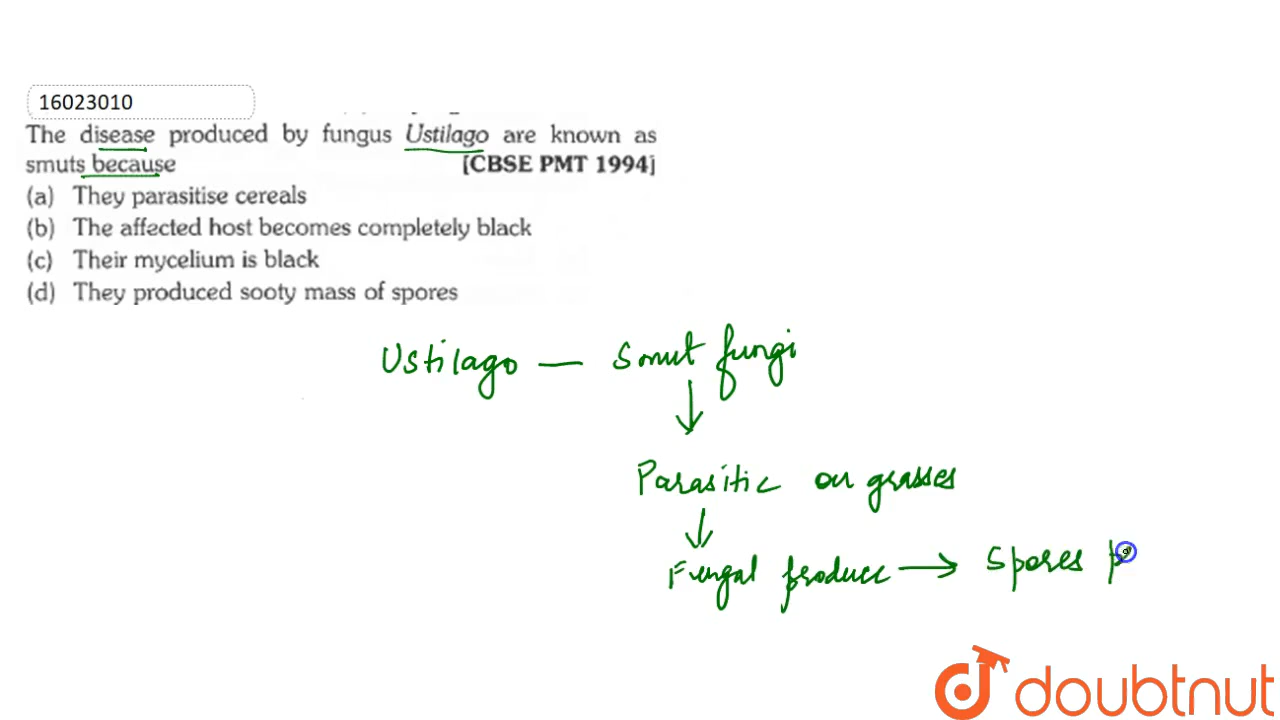 16023010
The disease produced by fungus Ustilago are known as
smuts because [CBSE PMT 1994]
(a) They parasitise cereals
(b) The affected host becomes completely black
(c) Their mycelium is black
(d) They produced sooty mass of spores
Ustilago — Smut fungi
↓
Parasitic on grasses
↓
Fungal produce → Spores
doubtnut